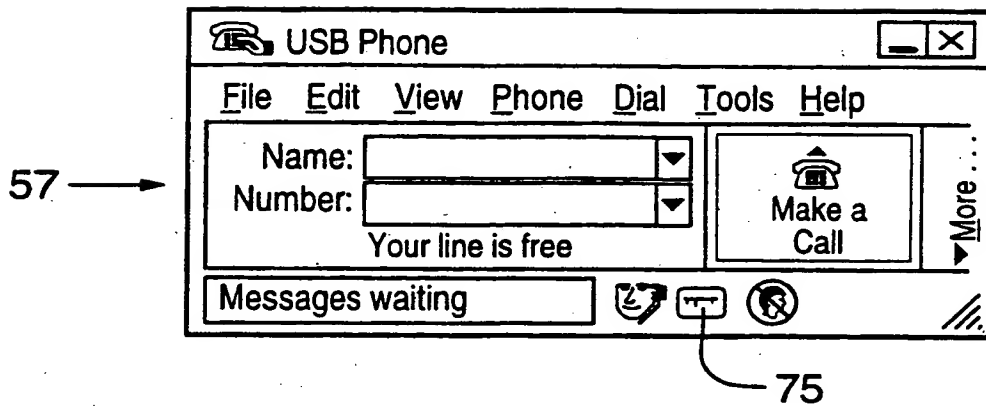 USB Phone
File Edit View Phone Dial Tools Help
Name:
Number:
Your line is free
Make a
Call
More ...
57
Messages waiting
75